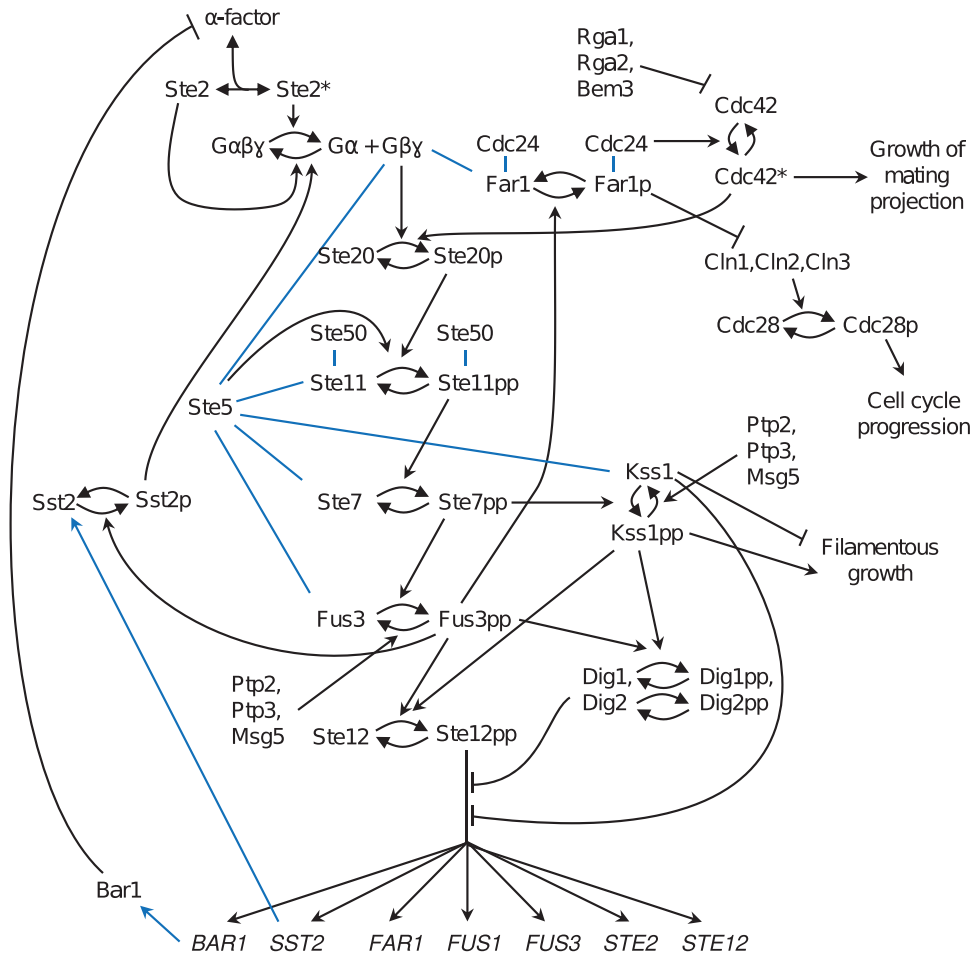 α-factor
Ste2
Ste2*
Gαβɣ
Gα + Gβɣ
Rga1,
Rga2,
Bem3
Cdc42
Cdc42*
Cdc24
Far1
Cdc24
Far1p
Growth of
mating
projection
Ste20
Ste20p
Cln1,Cln2,Cln3
Cdc28
Cdc28p
Cell cycle
progression
Ste50
Ste11
Ste50
Ste11pp
Ste5
Ptp2,
Ptp3,
Msg5
Kss1
Kss1pp
Sst2
Sst2p
Ste7
Ste7pp
Filamentous
growth
Fus3
Fus3pp
Ptp2,
Ptp3,
Msg5
Dig1,
Dig2
Dig1pp,
Dig2pp
Ste12
Ste12pp
Bar1
BAR1
SST2
FAR1
FUS1
FUS3
STE2
STE12